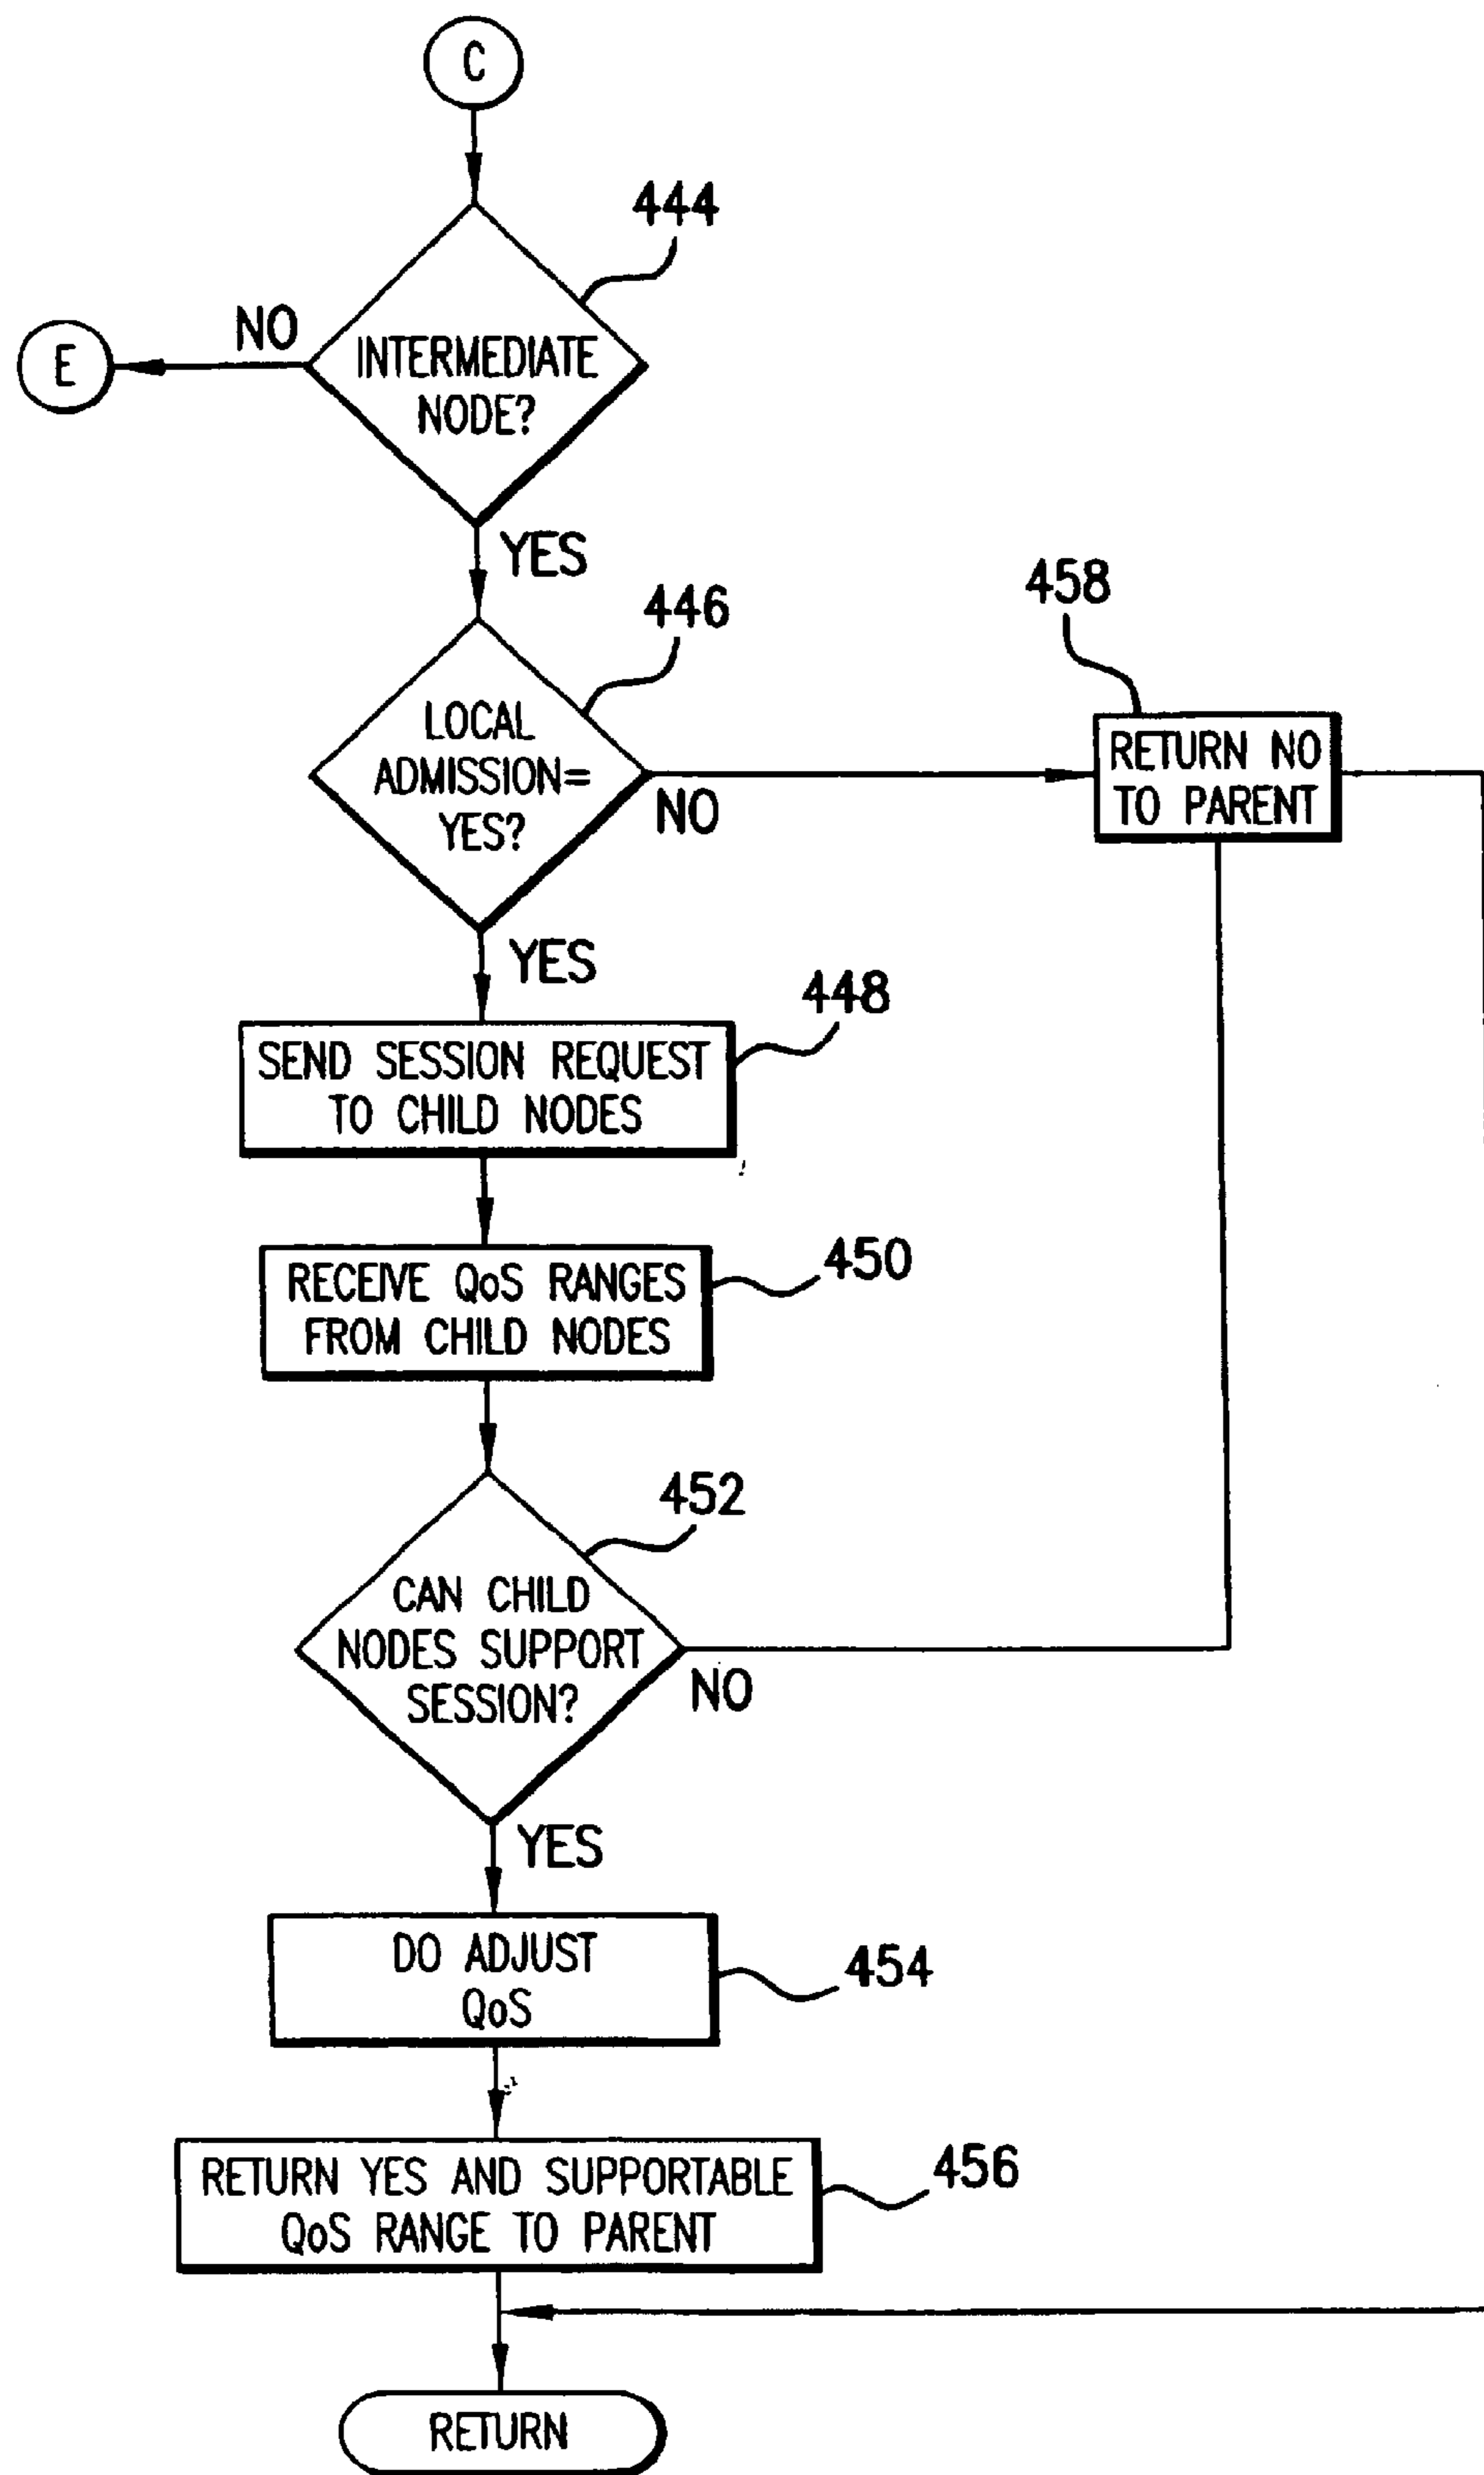 C
444
NO
E
INTERMEDIATE
NODE?
YES
446
458
LOCAL
ADMISSION=
YES?
NO
RETURN NO
TO PARENT
YES
448
SEND SESSION REQUEST
TO CHILD NODES
450
RECEIVE QoS RANGES
FROM CHILD NODES
452
CAN CHILD
NODES SUPPORT
SESSION?
NO
YES
DO ADJUST
QoS
454
RETURN YES AND SUPPORTABLE
QoS RANGE TO PARENT
456
RETURN